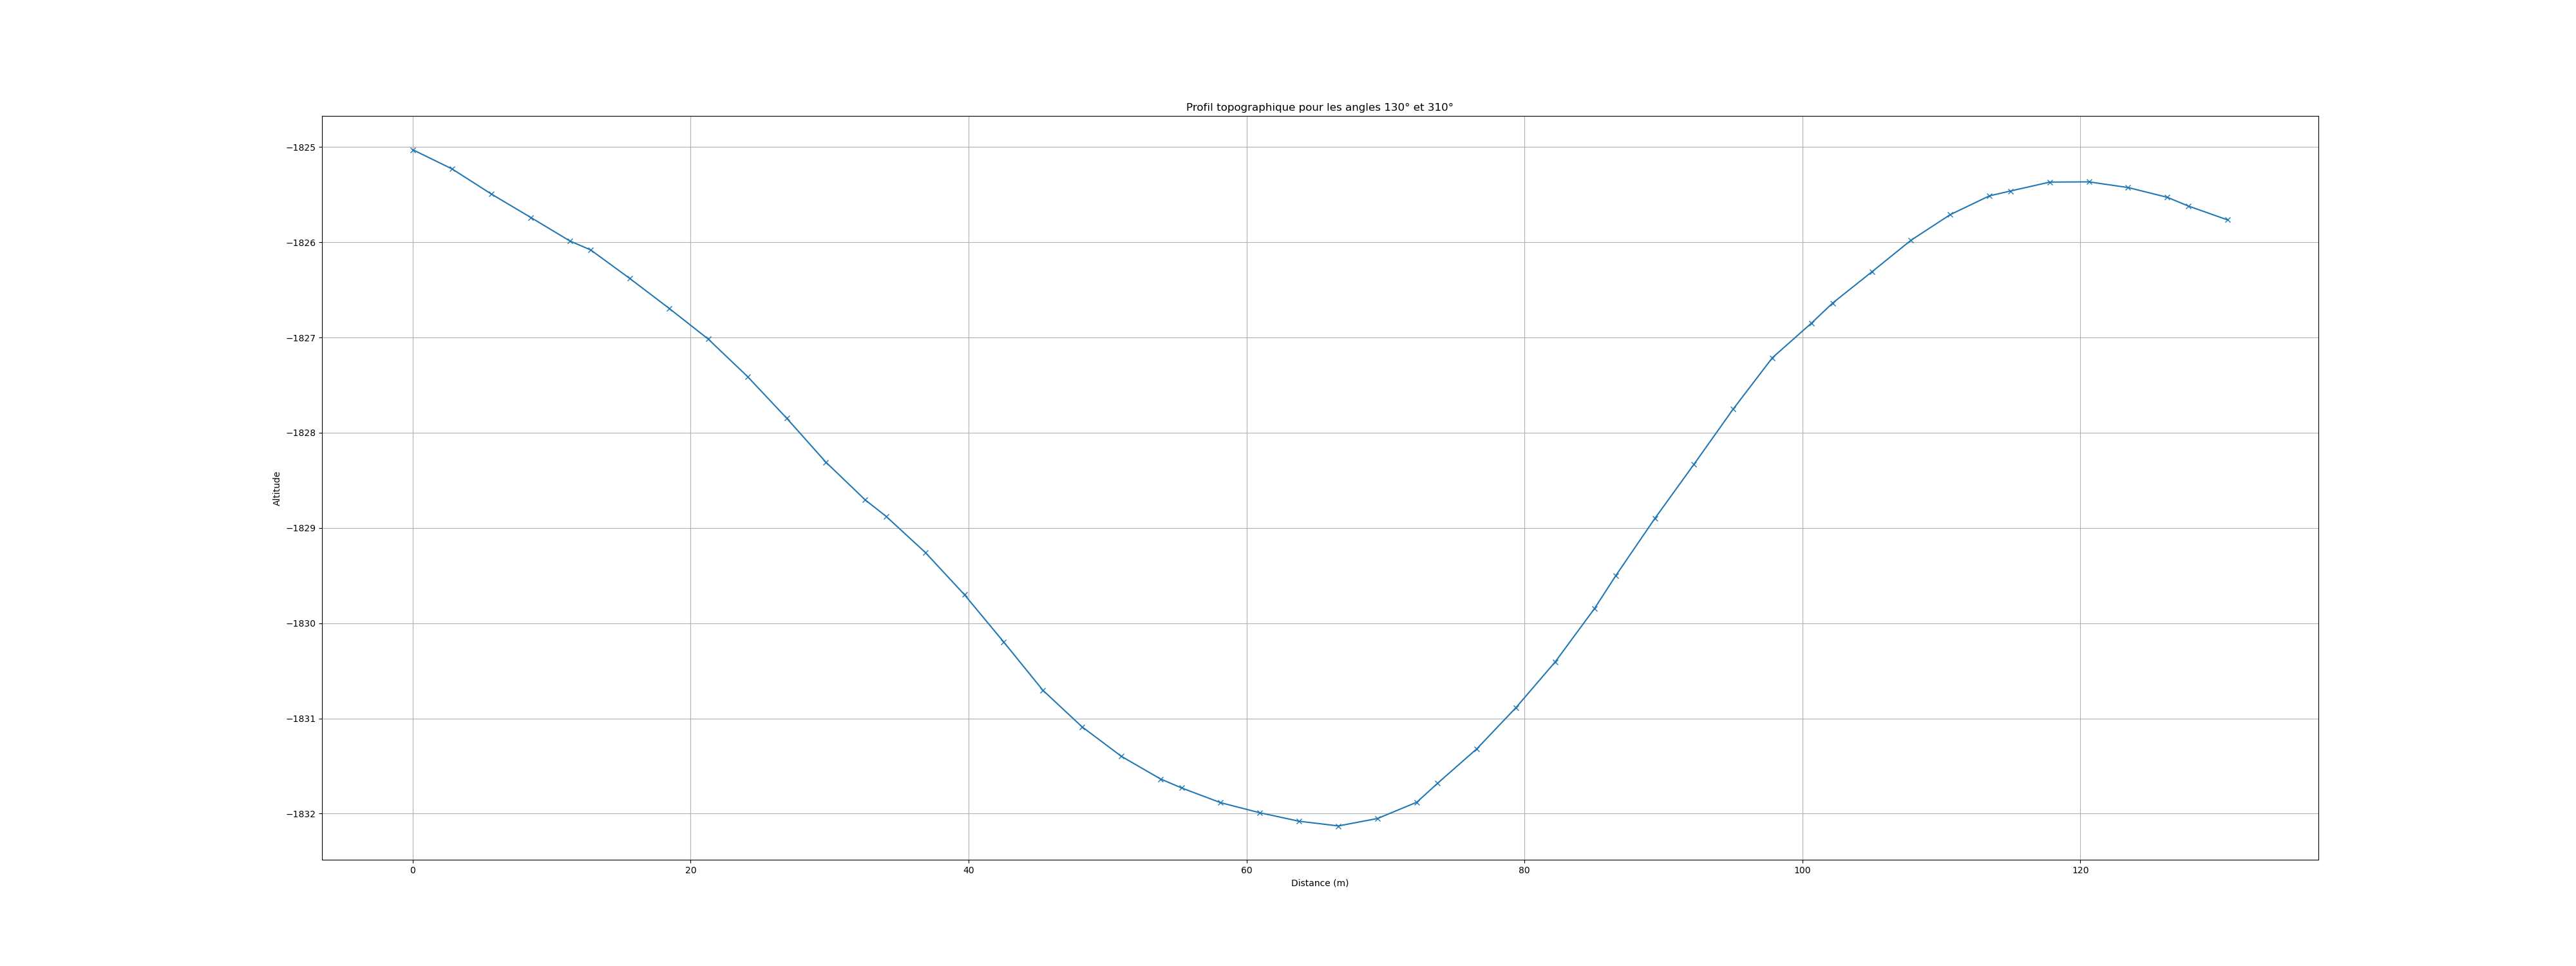 Profil topographique pour les angles 130° et 310°
−1825
−1826
−1827
−1828
−1829
−1830
−1831
−1832
Altitude
0 20 40 60 80 100 120
Distance (m)